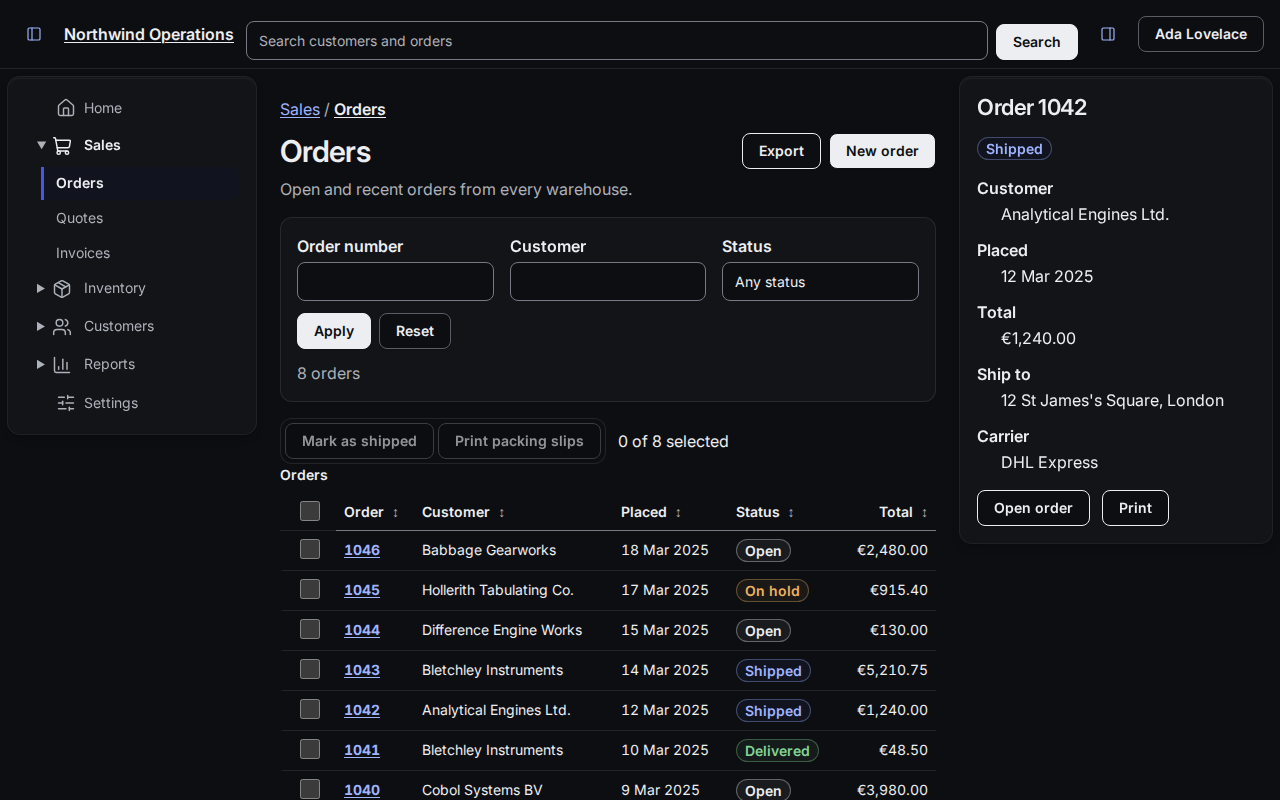 Northwind Operations
Search customers and orders
Search
Ada Lovelace
Home
Sales
Orders
Quotes
Invoices
Inventory
Customers
Reports
Settings
Sales / Orders
Orders
Export
New order
Open and recent orders from every warehouse.
Order number
Customer
Status
Any status
Apply
Reset
8 orders
Mark as shipped
Print packing slips
0 of 8 selected
Orders
Order ↕ Customer ↕ Placed ↕ Status ↕ Total ↕
1046 Babbage Gearworks 18 Mar 2025 Open €2,480.00
1045 Hollerith Tabulating Co. 17 Mar 2025 On hold €915.40
1044 Difference Engine Works 15 Mar 2025 Open €130.00
1043 Bletchley Instruments 14 Mar 2025 Shipped €5,210.75
1042 Analytical Engines Ltd. 12 Mar 2025 Shipped €1,240.00
1041 Bletchley Instruments 10 Mar 2025 Delivered €48.50
1040 Cobol Systems BV 9 Mar 2025 Open €3,980.00
Order 1042
Shipped
Customer
Analytical Engines Ltd.
Placed
12 Mar 2025
Total
€1,240.00
Ship to
12 St James's Square, London
Carrier
DHL Express
Open order
Print